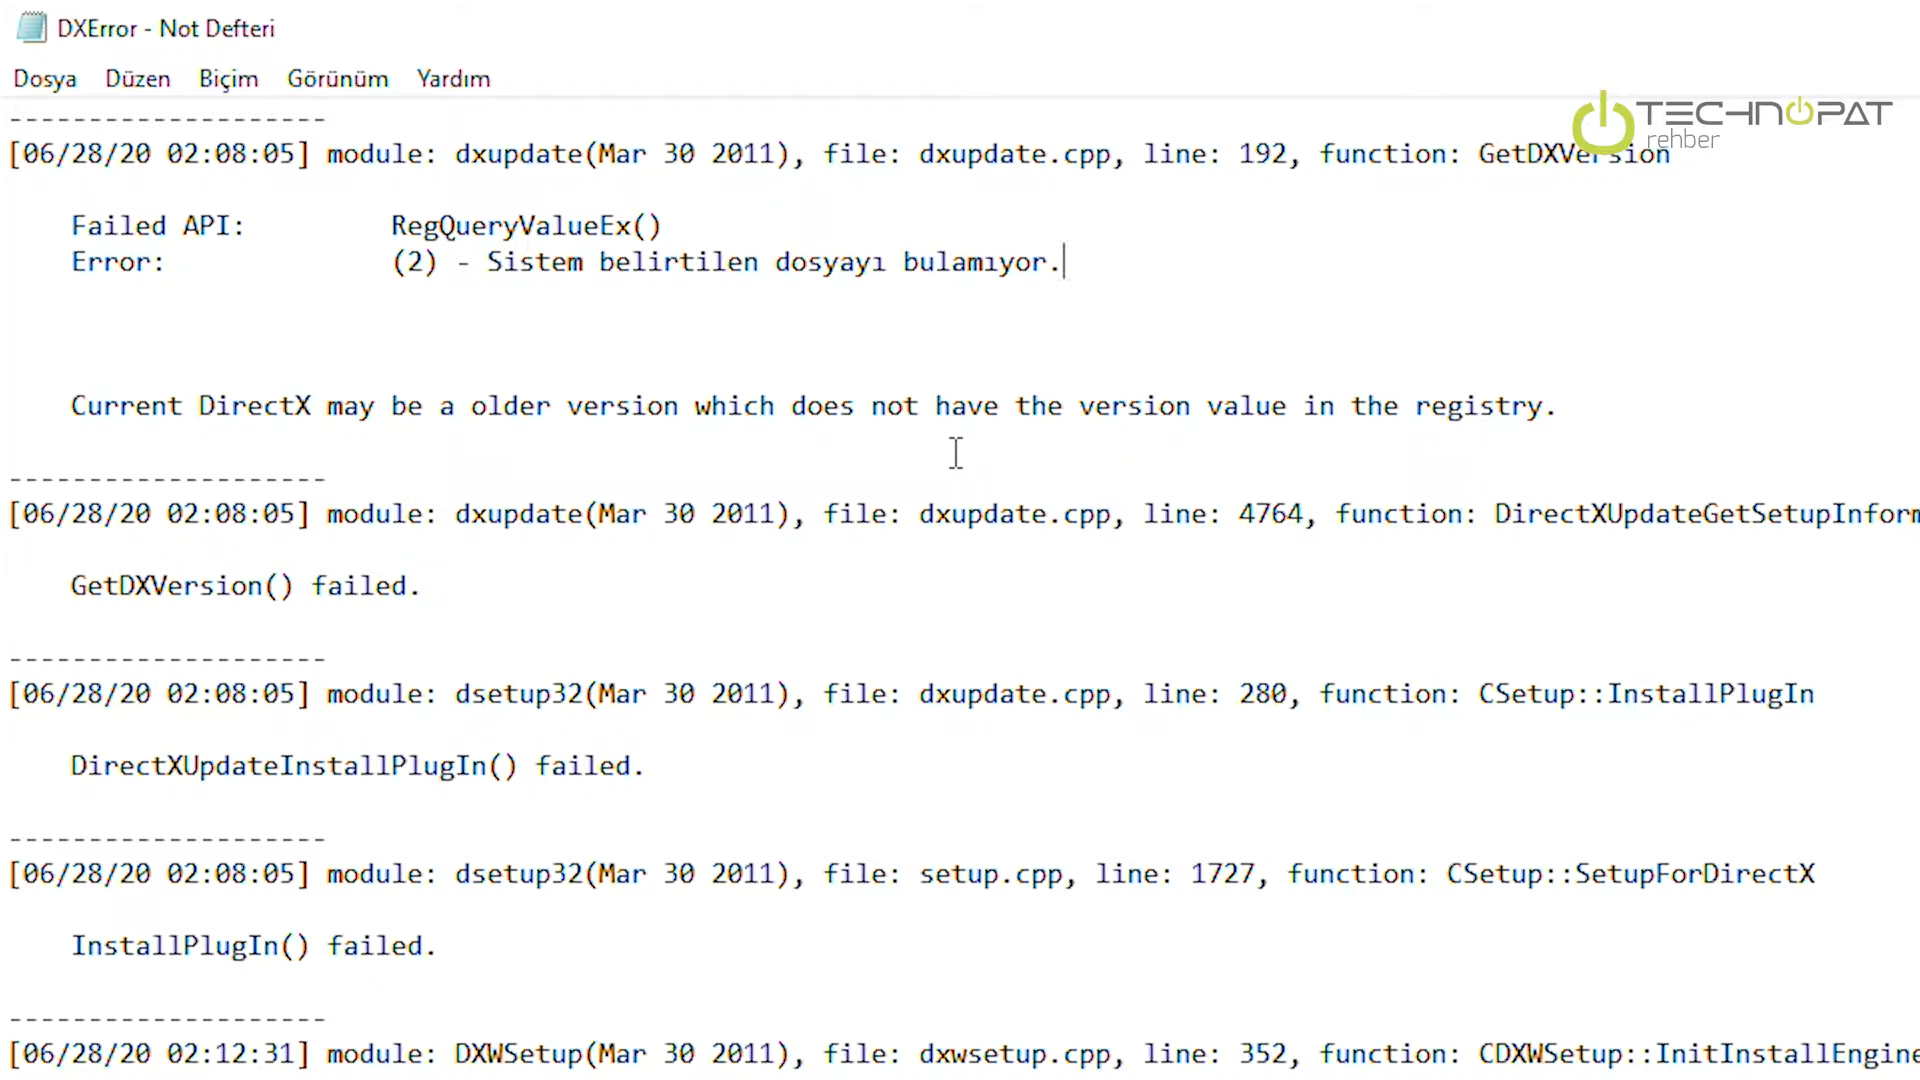 DXError - Not Defteri
Dosya Düzen Biçim Görünüm Yardım
TECHNOPAT
rehber
--------------------
[06/28/20 02:08:05] module: dxupdate(Mar 30 2011), file: dxupdate.cpp, line: 192, function: GetDXVersion
Failed API: RegQueryValueEx()
Error: (2) - Sistem belirtilen dosyayı bulamıyor.
Current DirectX may be a older version which does not have the version value in the registry.
--------------------
[06/28/20 02:08:05] module: dxupdate(Mar 30 2011), file: dxupdate.cpp, line: 4764, function: DirectXUpdateGetSetupInform
GetDXVersion() failed.
--------------------
[06/28/20 02:08:05] module: dsetup32(Mar 30 2011), file: dxupdate.cpp, line: 280, function: CSetup::InstallPlugIn
DirectXUpdateInstallPlugIn() failed.
--------------------
[06/28/20 02:08:05] module: dsetup32(Mar 30 2011), file: setup.cpp, line: 1727, function: CSetup::SetupForDirectX
InstallPlugIn() failed.
--------------------
[06/28/20 02:12:31] module: DXWSetup(Mar 30 2011), file: dxwsetup.cpp, line: 352, function: CDXWSetup::InitInstallEngine